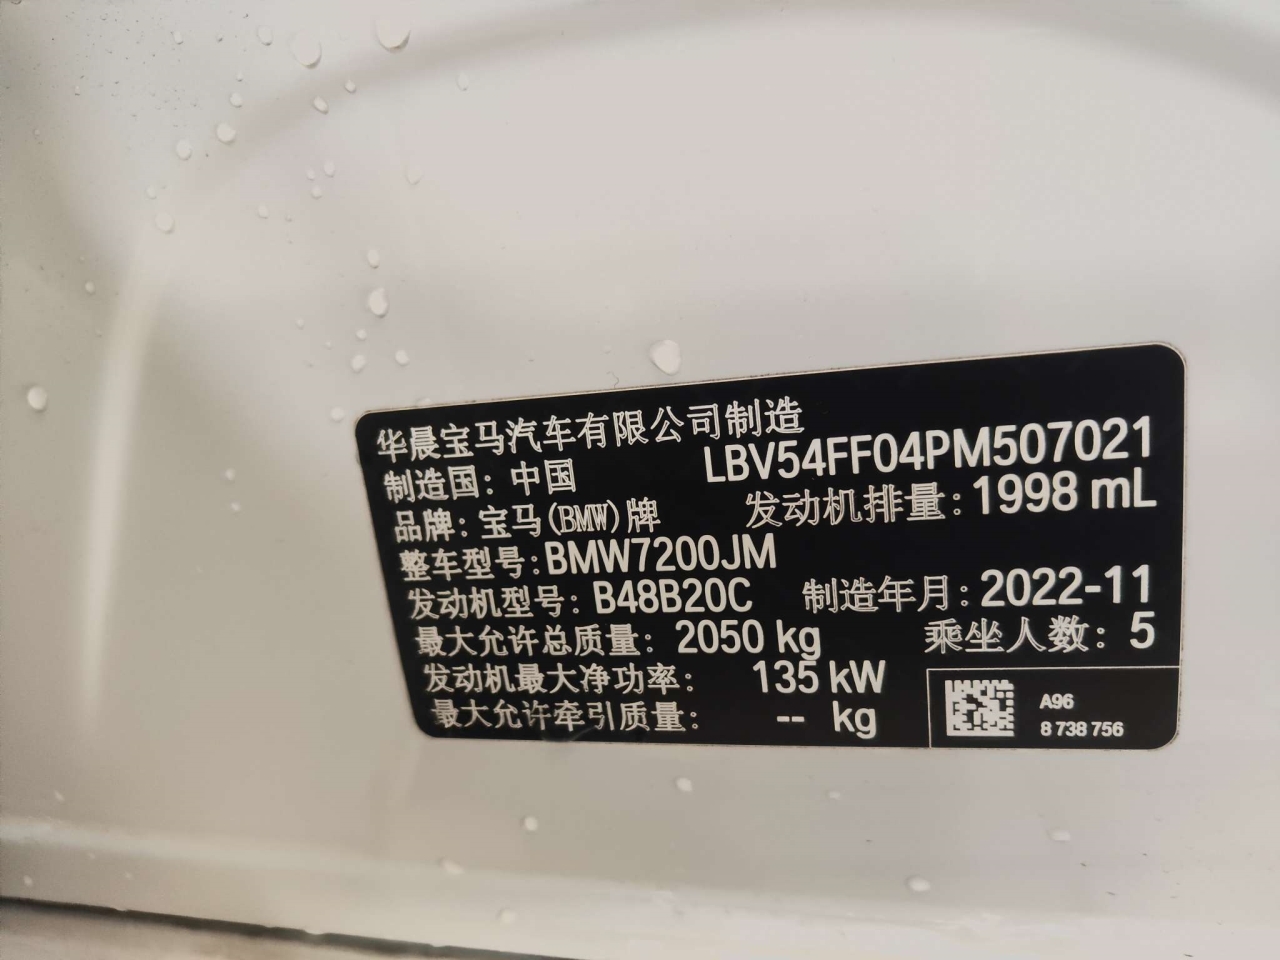 华晨宝马汽车有限公司制造
制造国：中国 LBV54FF04PM507021
品牌：宝马(BMW)牌 发动机排量：1998 mL
整车型号：BMW7200JM
发动机型号：B48B20C 制造年月：2022-11
最大允许总质量：2050 kg 乘坐人数：5
发动机最大净功率：135 kW
最大允许牵引质量：-- kg
A96
8 738 756